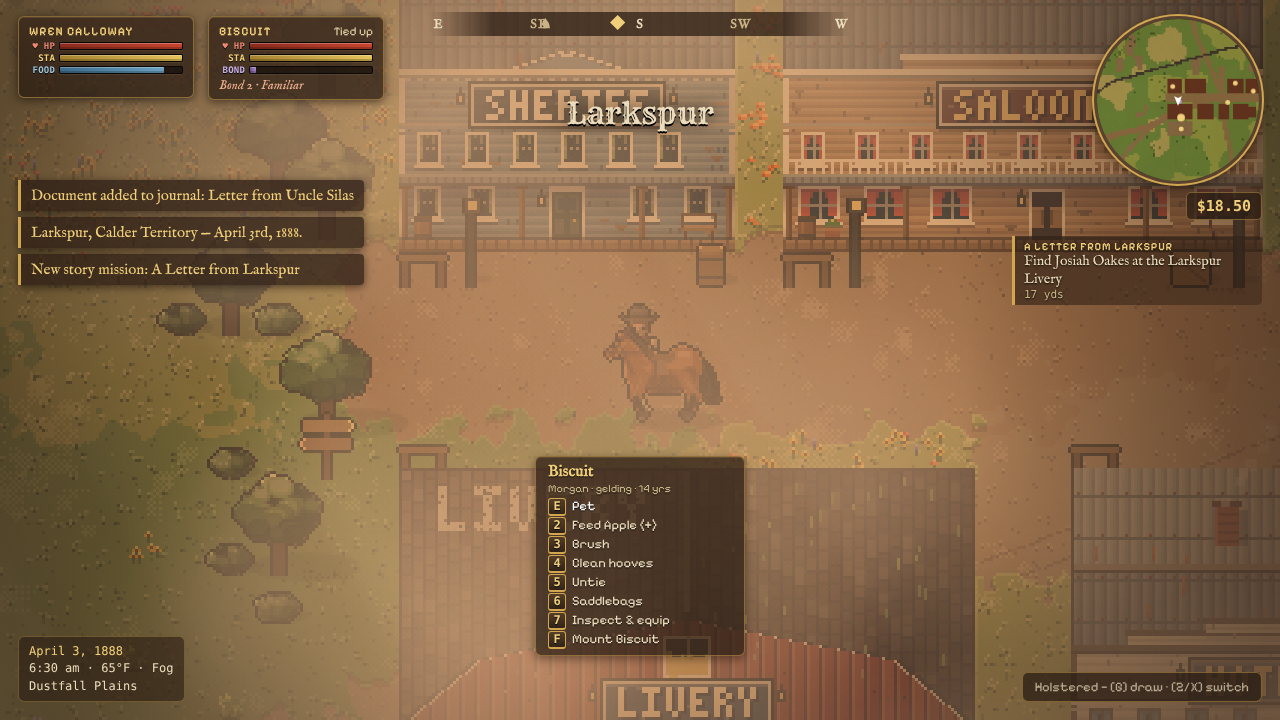 WREN CALLOWAY
♥ HP
STA
FOOD
BISCUIT Tied up
♥ HP
STA
BOND
Bond 2 · Familiar
E SE S SW W
SHERIFF
Larkspur
SALOON
$18.50
Document added to journal: Letter from Uncle Silas
Larkspur, Calder Territory — April 3rd, 1888.
New story mission: A Letter from Larkspur
A LETTER FROM LARKSPUR
Find Josiah Oakes at the Larkspur
Livery
17 yds
Biscuit
Morgan · gelding · 14 yrs
E Pet
2 Feed Apple (+)
3 Brush
4 Clean hooves
5 Untie
6 Saddlebags
7 Inspect & equip
F Mount Biscuit
LIVERY
April 3, 1888
6:30 am · 65°F · Fog
Dustfall Plains
Holstered – (G) draw · (Z/X) switch